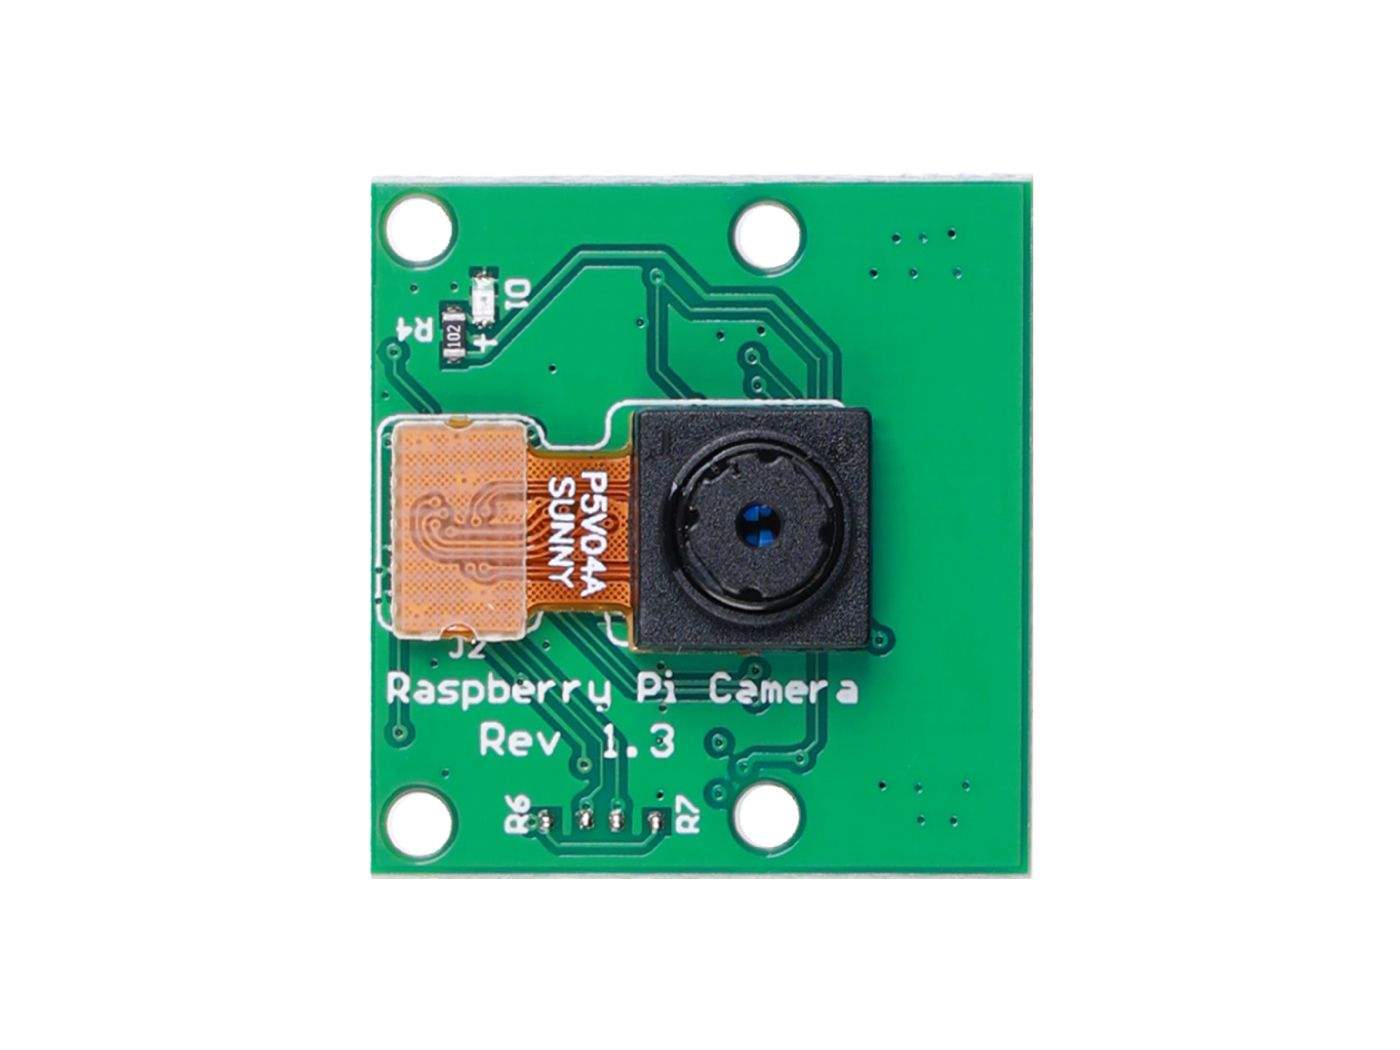 D1
R4
102
+
P5V04A
SUNNY
J2
Raspberry Pi Camera
Rev 1.3
R6
R7